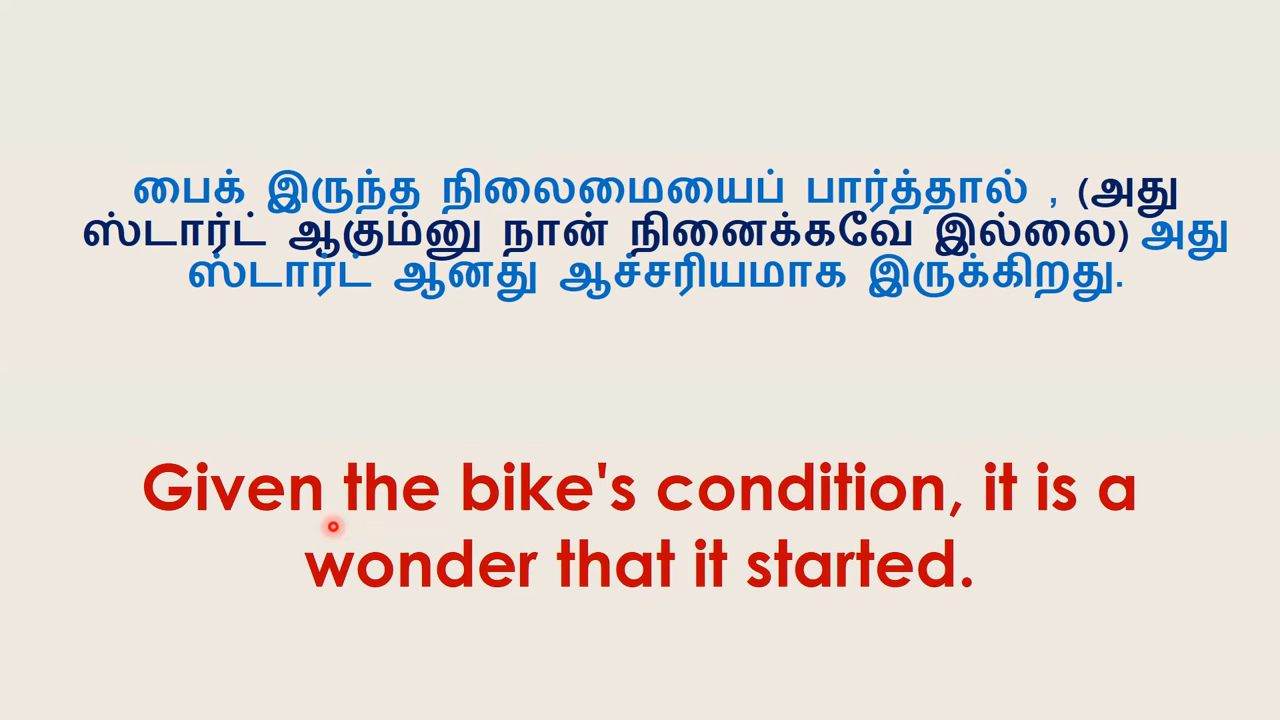 பைக் இருந்த நிலைமையைப் பார்த்தால் , (அது
ஸ்டார்ட் ஆகும்னு நான் நினைக்கவே இல்லை) அது
ஸ்டார்ட் ஆனது ஆச்சரியமாக இருக்கிறது.
Given the bike's condition, it is a
wonder that it started.